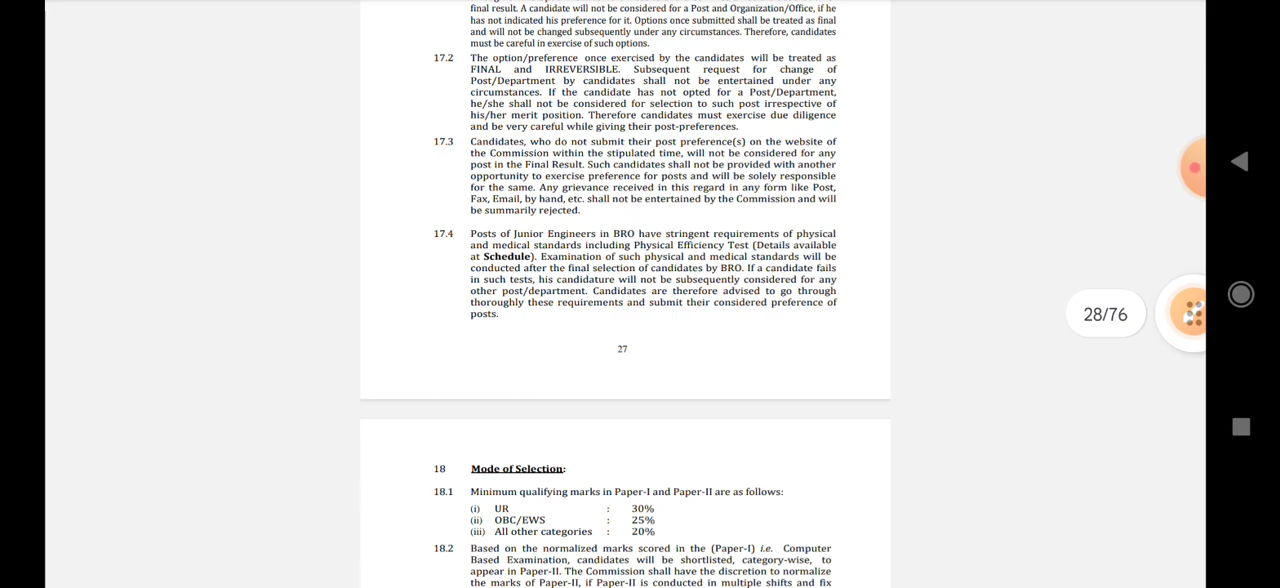 final result. A candidate will not be considered for a Post and Organization/Office, if he
has not indicated his preference for it. Options once submitted shall be treated as final
and will not be changed subsequently under any circumstances. Therefore, candidates
must be careful in exercise of such options.
17.2 The option/preference once exercised by the candidates will be treated as
FINAL and IRREVERSIBLE. Subsequent request for change of
Post/Department by candidates shall not be entertained under any
circumstances. If the candidate has not opted for a Post/Department,
he/she shall not be considered for selection to such post irrespective of
his/her merit position. Therefore candidates must exercise due diligence
and be very careful while giving their post-preferences.
17.3 Candidates, who do not submit their post preference(s) on the website of
the Commission within the stipulated time, will not be considered for any
post in the Final Result. Such candidates shall not be provided with another
opportunity to exercise preference for posts and will be solely responsible
for the same. Any grievance received in this regard in any form like Post,
Fax, Email, by hand, etc. shall not be entertained by the Commission and will
be summarily rejected.
17.4 Posts of Junior Engineers in BRO have stringent requirements of physical
and medical standards including Physical Efficiency Test (Details available
at Schedule). Examination of such physical and medical standards will be
conducted after the final selection of candidates by BRO. If a candidate fails
in such tests, his candidature will not be subsequently considered for any
other post/department. Candidates are therefore advised to go through
thoroughly these requirements and submit their considered preference of
posts.
28/76
27
18 Mode of Selection:
18.1 Minimum qualifying marks in Paper-I and Paper-II are as follows:
(i) UR : 30%
(ii) OBC/EWS : 25%
(iii) All other categories : 20%
18.2 Based on the normalized marks scored in the (Paper-I) i.e. Computer
Based Examination, candidates will be shortlisted, category-wise, to
appear in Paper-II. The Commission shall have the discretion to normalize
the marks of Paper-II, if Paper-II is conducted in multiple shifts and fix